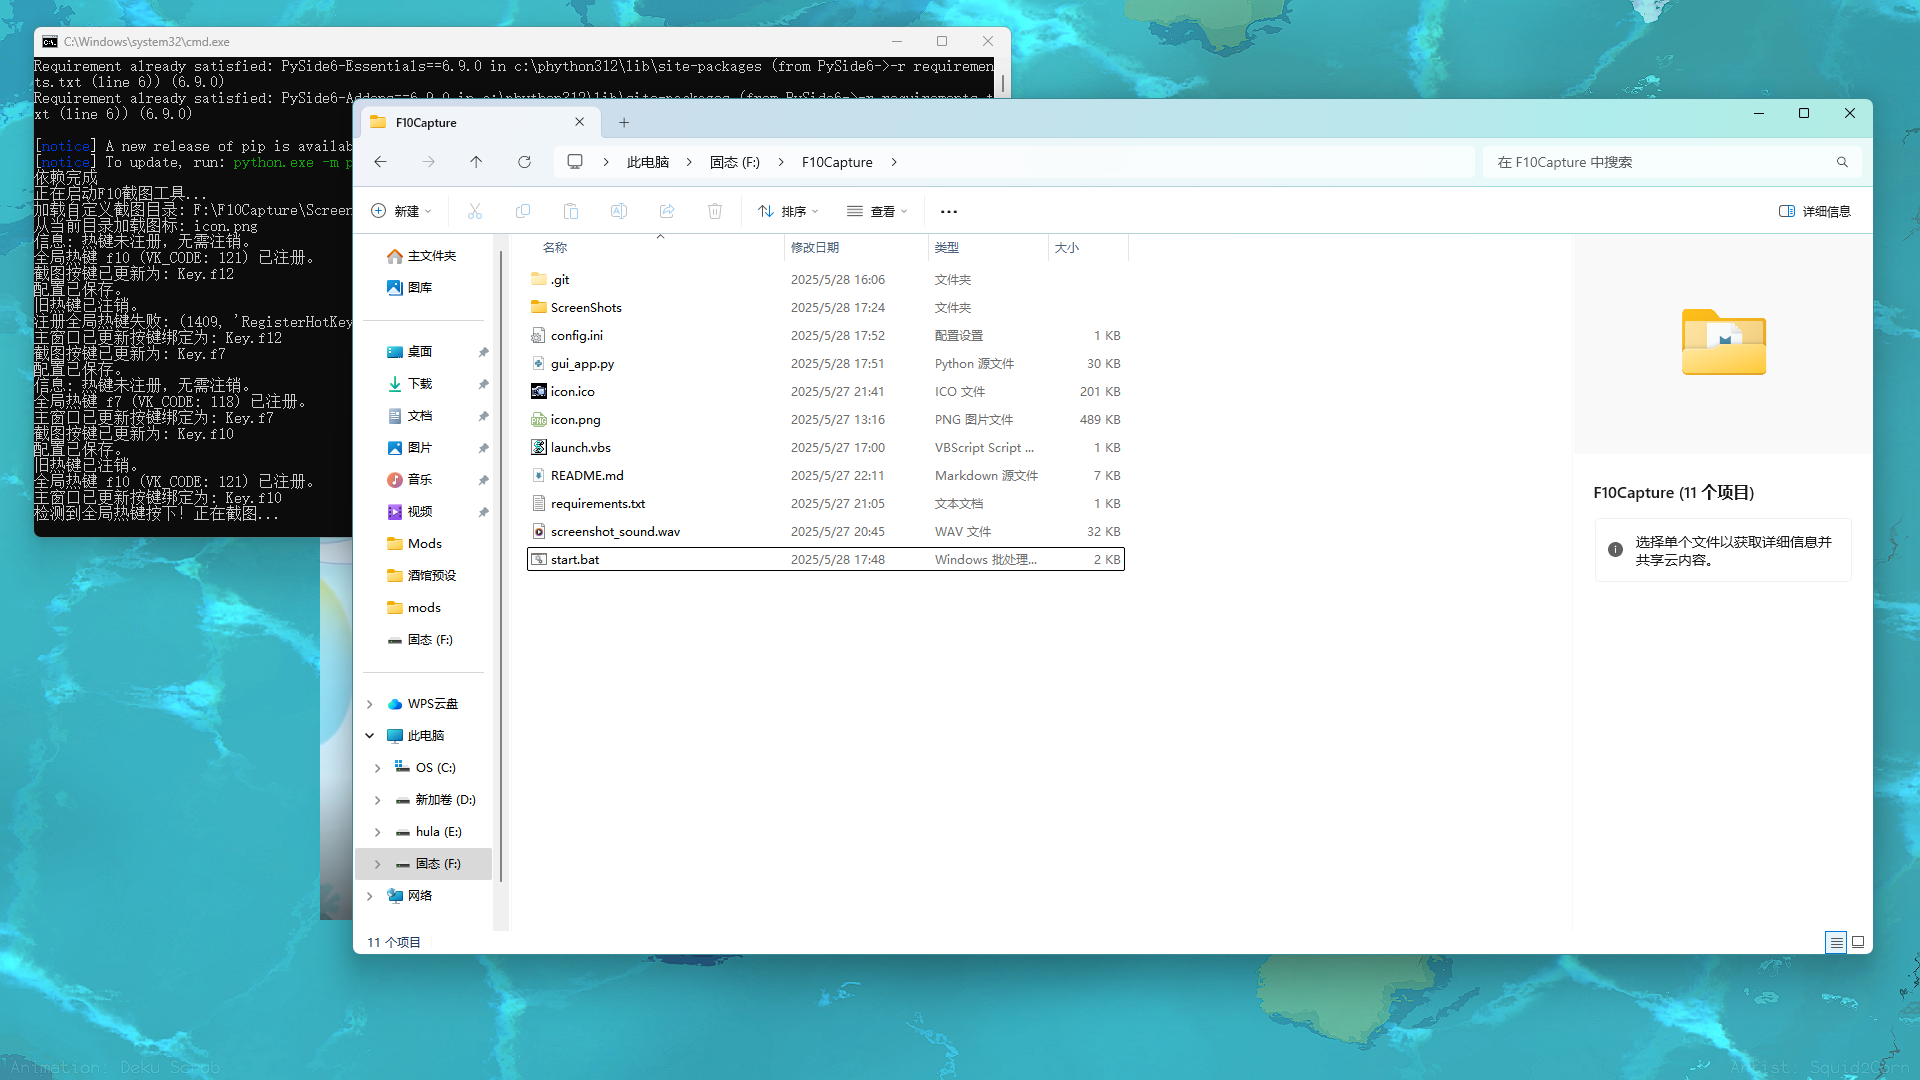 C:\Windows\system32\cmd.exe
Requirement already satisfied: PySide6-Essentials==6.9.0 in c:\phython312\lib\site-packages (from PySide6->-r requiremen
ts.txt (line 6)) (6.9.0)
Requirement already satisfied: PySide6-Addons==6.9.0 in c:\phython312\lib\site-packages (from PySide6->-r requirements.t
xt (line 6)) (6.9.0)
[notice] A new release of pip is availab
[notice] To update, run: python.exe -m p
依赖完成
正在启动F10截图工具...
加载自定义截图目录: F:\F10Capture\Screen
从当前目录加载图标: icon.png
信息: 热键未注册，无需注销。
全局热键 f10 (VK_CODE: 121) 已注册。
截图按键已更新为: Key.f12
配置已保存。
旧热键已注销。
注册全局热键失败: (1409, 'RegisterHotKey
主窗口已更新按键绑定为: Key.f12
截图按键已更新为: Key.f7
配置已保存。
信息: 热键未注册，无需注销。
全局热键 f7 (VK_CODE: 118) 已注册。
主窗口已更新按键绑定为: Key.f7
截图按键已更新为: Key.f10
配置已保存。
旧热键已注销。
全局热键 f10 (VK_CODE: 121) 已注册。
主窗口已更新按键绑定为: Key.f10
检测到全局热键按下! 正在截图...
F10Capture
此电脑 > 固态 (F:) > F10Capture >
在 F10Capture 中搜索
新建 排序 查看 ... 详细信息
主文件夹
图库
桌面
下载
文档
图片
音乐
视频
Mods
酒馆预设
mods
固态 (F:)
WPS云盘
此电脑
OS (C:)
新加卷 (D:)
hula (E:)
固态 (F:)
网络
名称 修改日期 类型 大小
.git 2025/5/28 16:06 文件夹
ScreenShots 2025/5/28 17:24 文件夹
config.ini 2025/5/28 17:52 配置设置 1 KB
gui_app.py 2025/5/28 17:51 Python 源文件 30 KB
icon.ico 2025/5/27 21:41 ICO 文件 201 KB
icon.png 2025/5/27 13:16 PNG 图片文件 489 KB
launch.vbs 2025/5/27 17:00 VBScript Script ... 1 KB
README.md 2025/5/27 22:11 Markdown 源文件 7 KB
requirements.txt 2025/5/27 21:05 文本文档 1 KB
screenshot_sound.wav 2025/5/27 20:45 WAV 文件 32 KB
start.bat 2025/5/28 17:48 Windows 批处理... 2 KB
F10Capture (11 个项目)
选择单个文件以获取详细信息并
共享云内容。
11 个项目
Animation: Deku Scrub
Artist: Squid2Corn